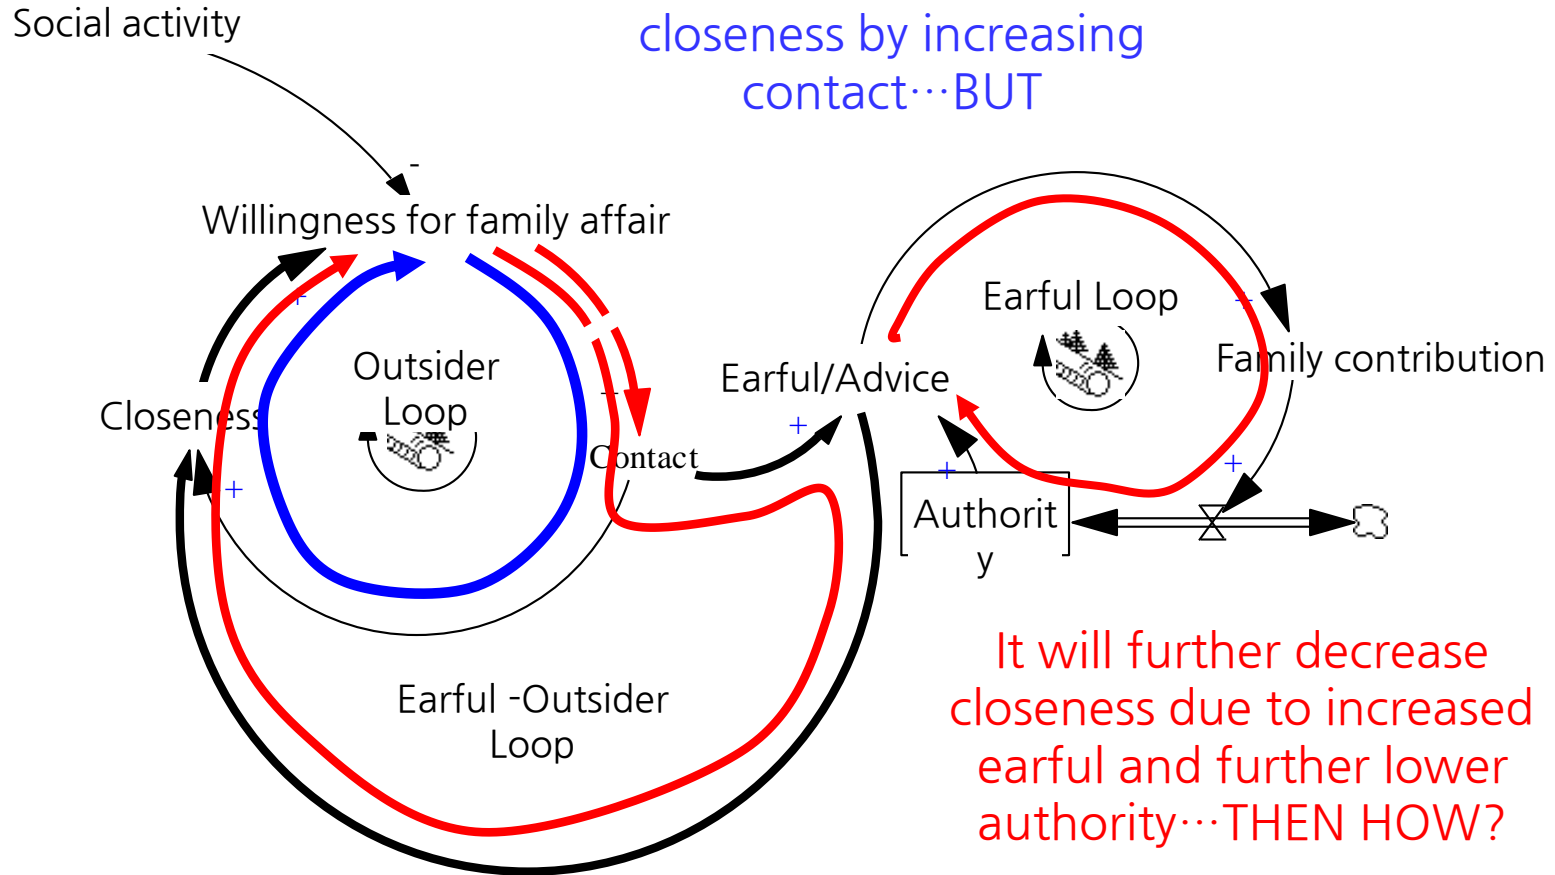 Social activity
closeness by increasing
contact…BUT
-
Willingness for family affair
+
Earful Loop
+
Outsider
Loop
Earful/Advice
Family contribution
-
Closeness
+
Contact
+
+
+
Authorit
y
It will further decrease
closeness due to increased
earful and further lower
authority…THEN HOW?
Earful -Outsider
Loop